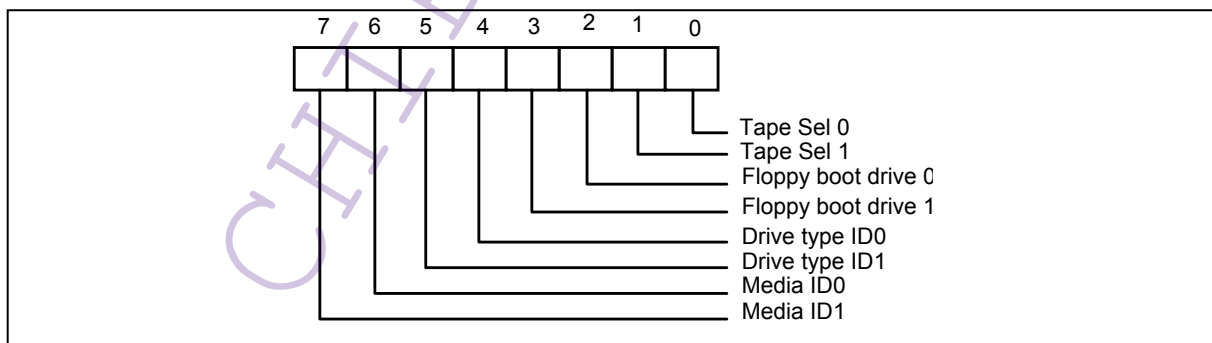 7 6 5 4 3 2 1 0
Tape Sel 0
Tape Sel 1
Floppy boot drive 0
Floppy boot drive 1
Drive type ID0
Drive type ID1
Media ID0
Media ID1
CHI